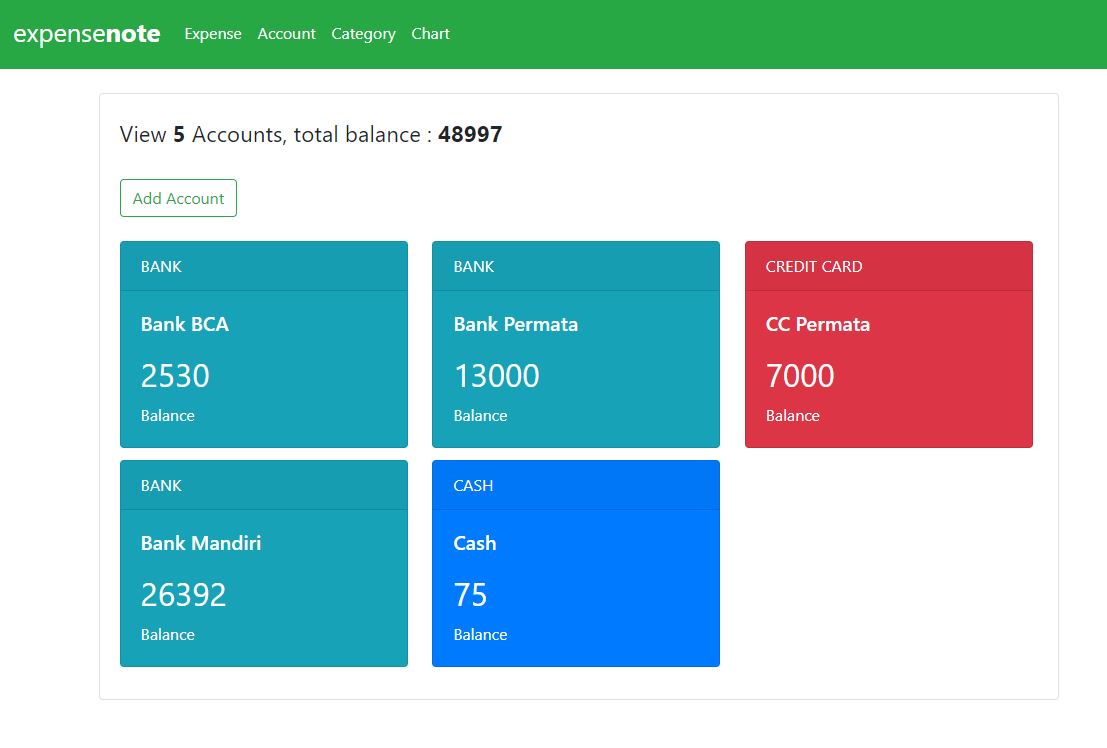 expensenote Expense Account Category Chart
View 5 Accounts, total balance : 48997
Add Account
BANK
Bank BCA
2530
Balance
BANK
Bank Permata
13000
Balance
CREDIT CARD
CC Permata
7000
Balance
BANK
Bank Mandiri
26392
Balance
CASH
Cash
75
Balance